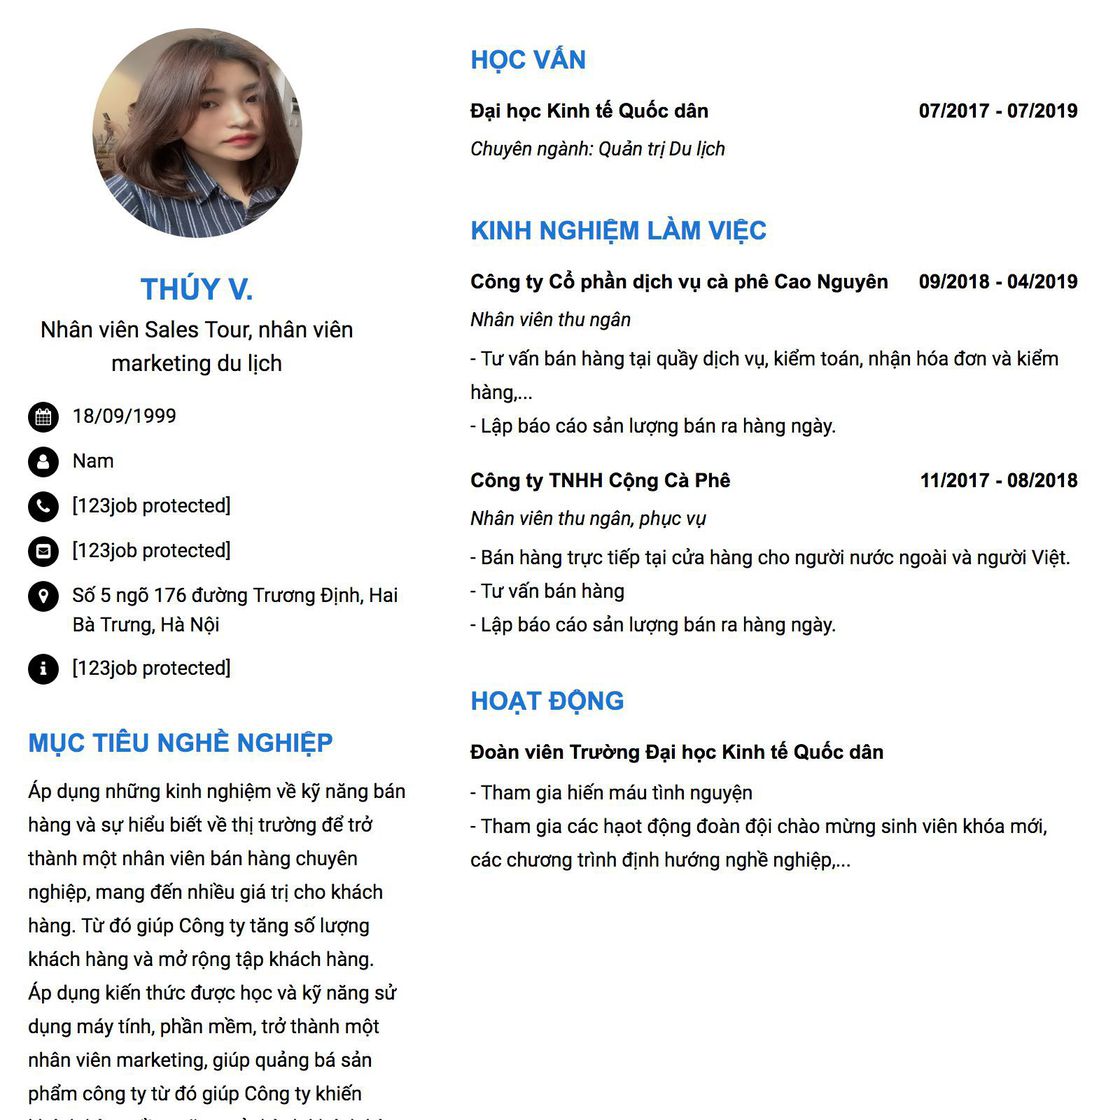 THÚY V.
Nhân viên Sales Tour, nhân viên
marketing du lịch
18/09/1999
Nam
[123job protected]
[123job protected]
Số 5 ngõ 176 đường Trương Định, Hai
Bà Trưng, Hà Nội
[123job protected]
MỤC TIÊU NGHỀ NGHIỆP
Áp dụng những kinh nghiệm về kỹ năng bán
hàng và sự hiểu biết về thị trường để trở
thành một nhân viên bán hàng chuyên
nghiệp, mang đến nhiều giá trị cho khách
hàng. Từ đó giúp Công ty tăng số lượng
khách hàng và mở rộng tập khách hàng.
Áp dụng kiến thức được học và kỹ năng sử
dụng máy tính, phần mềm, trở thành một
nhân viên marketing, giúp quảng bá sản
phẩm công ty từ đó giúp Công ty khiến
HỌC VẤN
Đại học Kinh tế Quốc dân 07/2017 - 07/2019
Chuyên ngành: Quản trị Du lịch
KINH NGHIỆM LÀM VIỆC
Công ty Cổ phần dịch vụ cà phê Cao Nguyên 09/2018 - 04/2019
Nhân viên thu ngân
- Tư vấn bán hàng tại quầy dịch vụ, kiểm toán, nhận hóa đơn và kiểm
hàng,...
- Lập báo cáo sản lượng bán ra hàng ngày.
Công ty TNHH Cộng Cà Phê 11/2017 - 08/2018
Nhân viên thu ngân, phục vụ
- Bán hàng trực tiếp tại cửa hàng cho người nước ngoài và người Việt.
- Tư vấn bán hàng
- Lập báo cáo sản lượng bán ra hàng ngày.
HOẠT ĐỘNG
Đoàn viên Trường Đại học Kinh tế Quốc dân
- Tham gia hiến máu tình nguyện
- Tham gia các hạot động đoàn đội chào mừng sinh viên khóa mới,
các chương trình định hướng nghề nghiệp,...